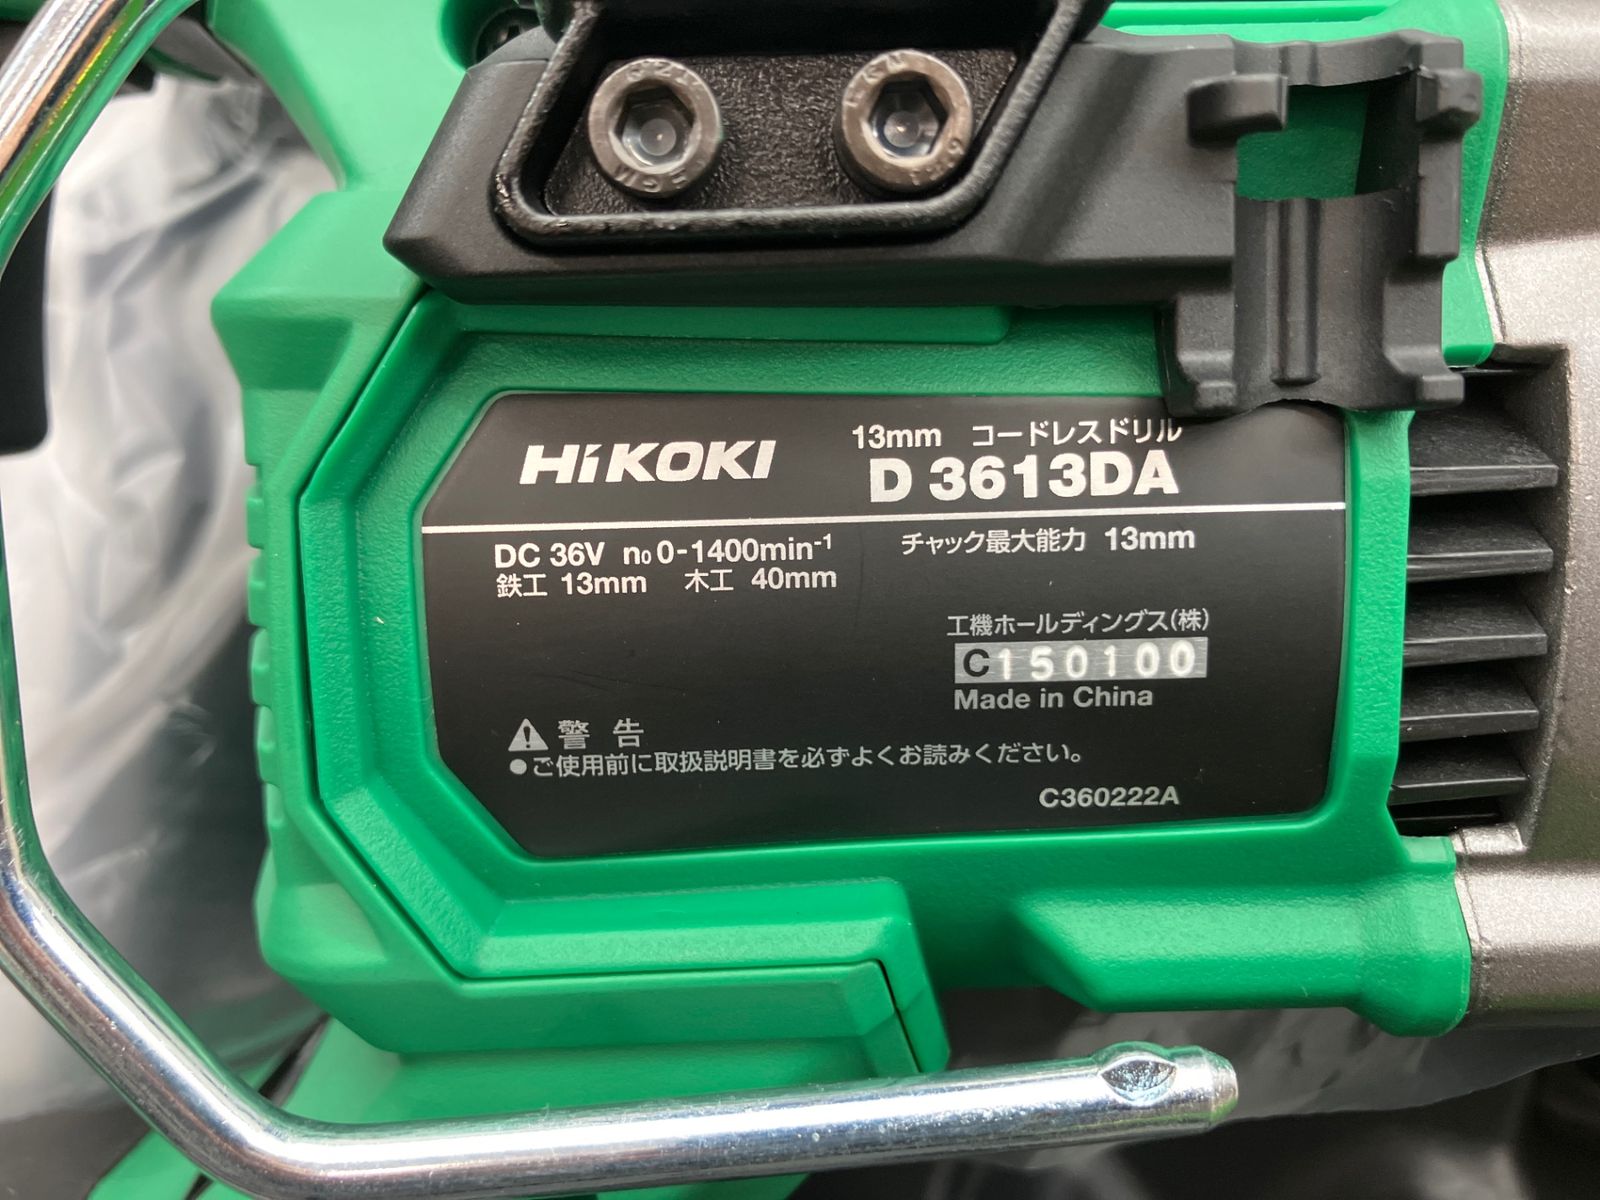 HiKOKI
13mm コードレスドリル
D 3613DA
DC 36V n₀ 0-1400min⁻¹
チャック最大能力 13mm
鉄工 13mm 木工 40mm
工機ホールディングス(株)
C150100
Made in China
⚠警告
●ご使用前に取扱説明書を必ずよくお読みください。
C360222A